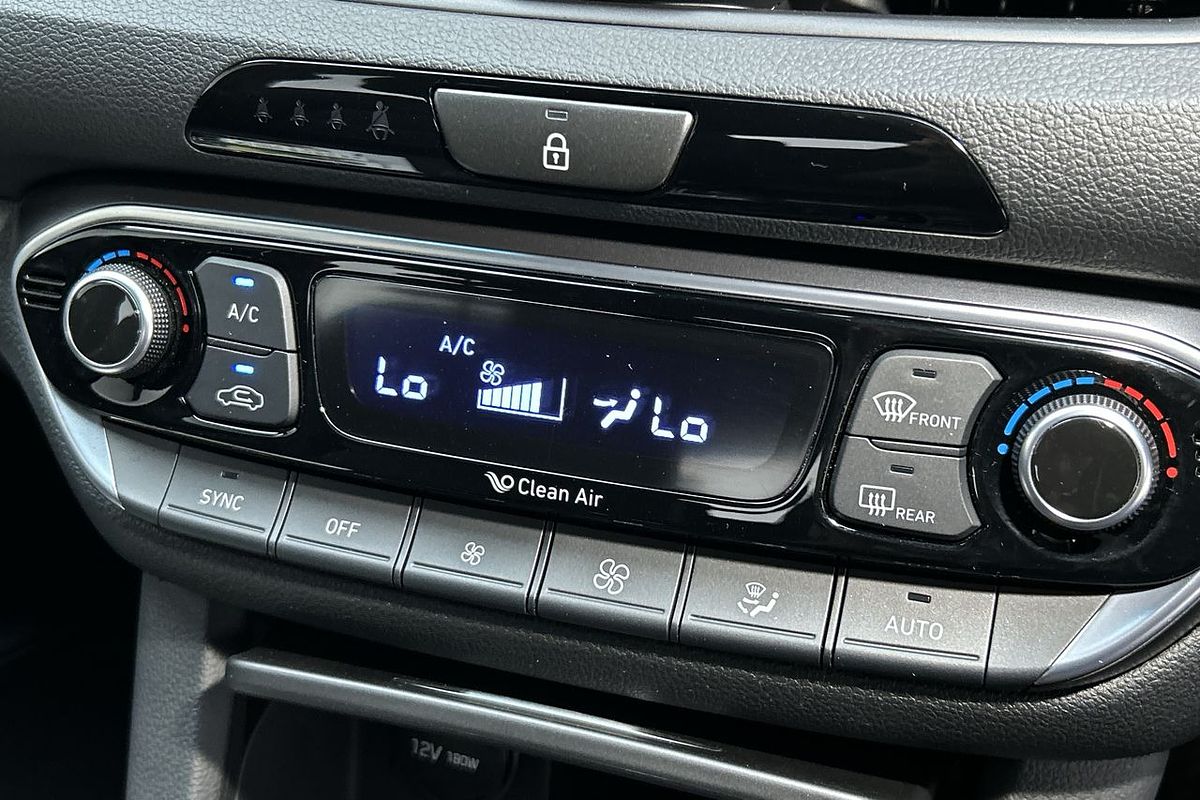 A/C
A/C
Lo
Lo
FRONT
REAR
Clean Air
SYNC
OFF
AUTO
12V 180W